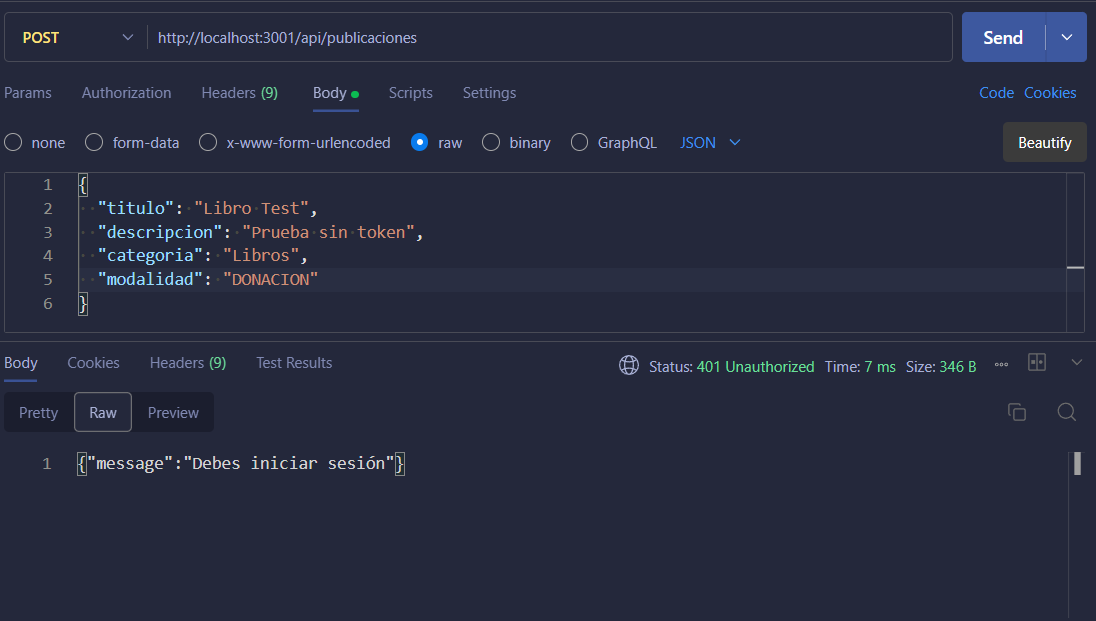 POST http://localhost:3001/api/publicaciones Send
Params Authorization Headers (9) Body Scripts Settings Code Cookies
none form-data x-www-form-urlencoded raw binary GraphQL JSON Beautify
1 {
2 "titulo": "Libro Test",
3 "descripcion": "Prueba sin token",
4 "categoria": "Libros",
5 "modalidad": "DONACION"
6 }
Body Cookies Headers (9) Test Results Status: 401 Unauthorized Time: 7 ms Size: 346 B
Pretty Raw Preview
1 {"message":"Debes iniciar sesión"}